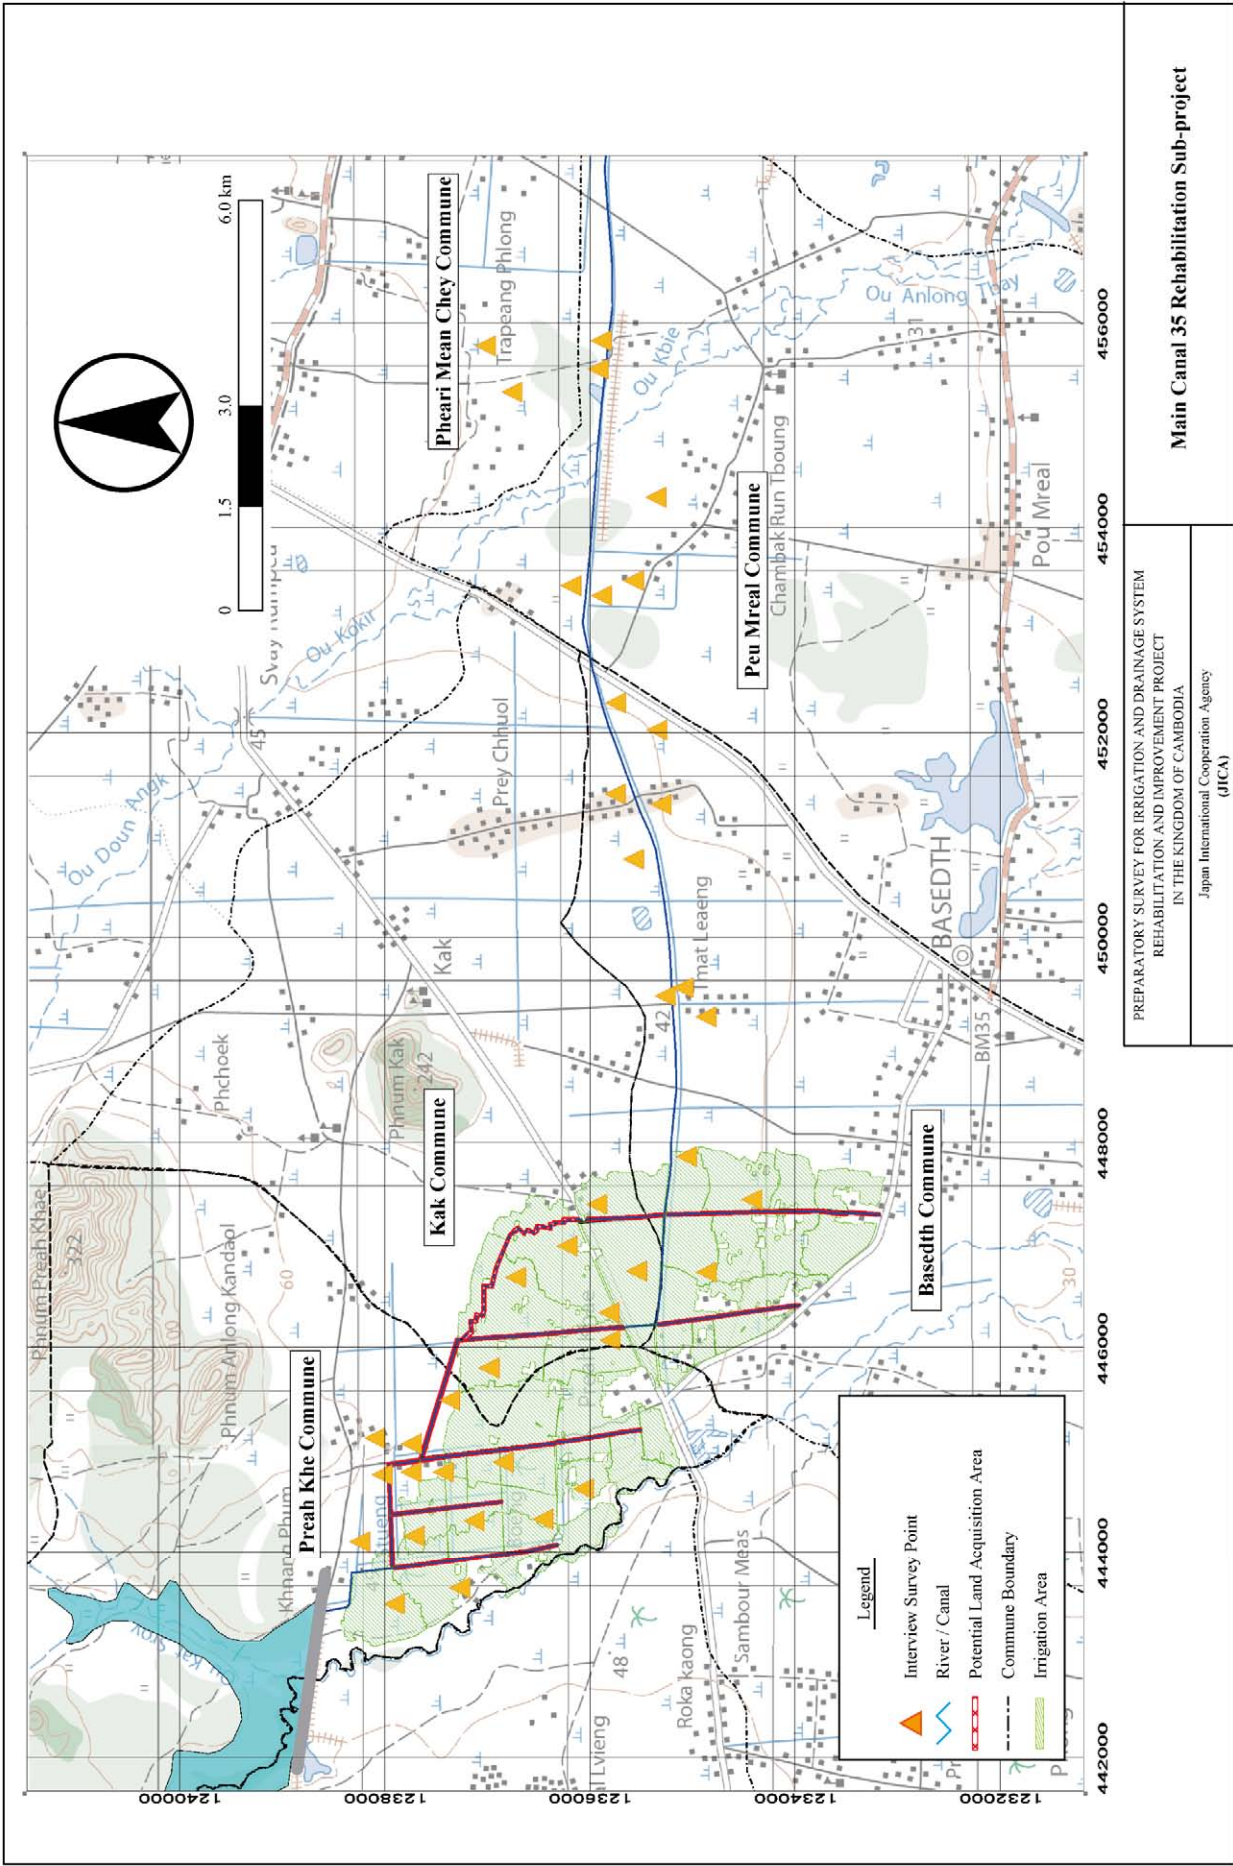 0
1.5
3.0
6.0 km
Pheari Mean Chey Commune
Trapeang Phlong
Ou Kbie
Ou Anlong Tbay
31
Chambak Run Tboung
Peu Mreal Commune
Pou Mreal
Ou Kokir
45
Ou Doun Angk
Prey Chhuol
Kak
BASEDTH
BM35
42
Phchoek
Phnum Kak
242
Kak Commune
Basedth Commune
Phnum Preah Khae
322
Phnum Anlong Kandaol
60
30
Preah Khe Commune
Roka kaong
Sambour Meas
48
442000
444000
446000
448000
450000
452000
454000
456000
1240000
1238000
1236000
1234000
1232000
Legend
Interview Survey Point
River / Canal
Potential Land Acquisition Area
Commune Boundary
Irrigation Area
PREPARATORY SURVEY FOR IRRIGATION AND DRAINAGE SYSTEM
REHABILITATION AND IMPROVEMENT PROJECT
IN THE KINGDOM OF CAMBODIA
Japan International Cooperation Agency
(JICA)
Main Canal 35 Rehabilitation Sub-project